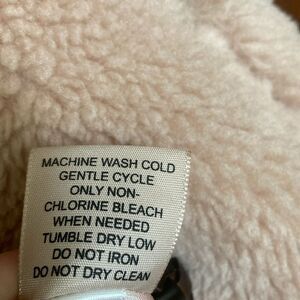 MACHINE WASH COLD
GENTLE CYCLE
ONLY NON-
CHLORINE BLEACH
WHEN NEEDED
TUMBLE DRY LOW
DO NOT IRON
DO NOT DRY CLEAN